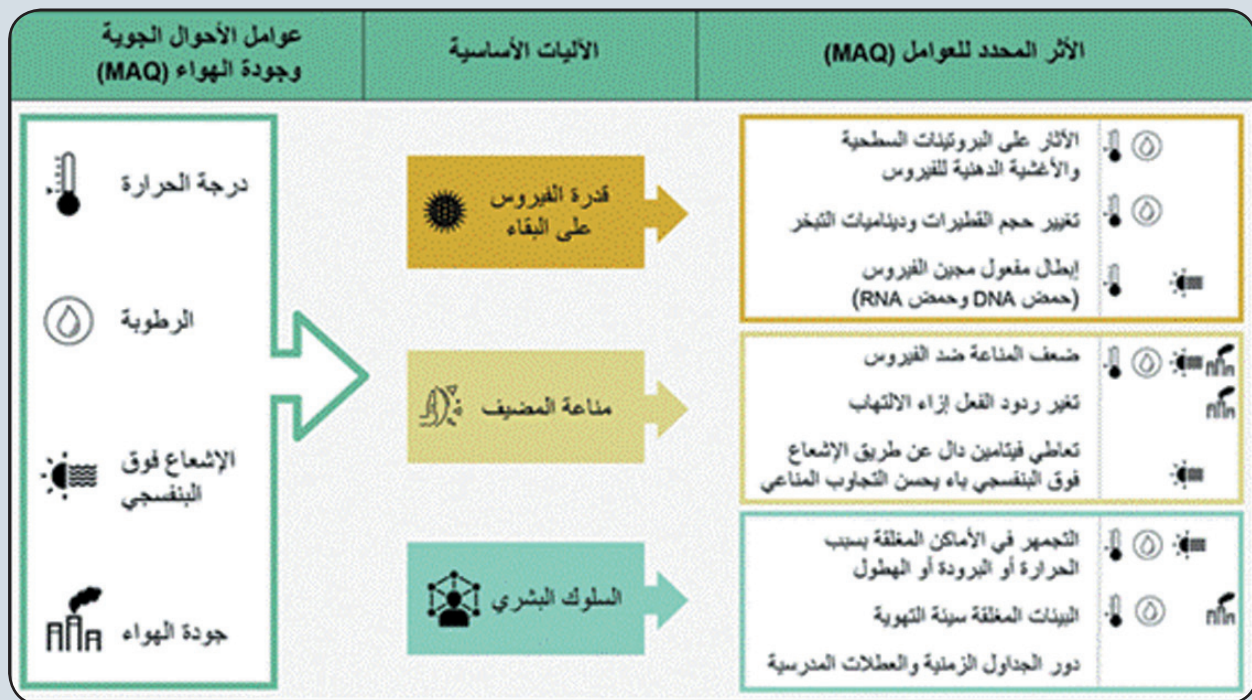 عوامل الأحوال الجوية
وجودة الهواء (MAQ)
الآليات الأساسية
الأثر المحدد للعوامل (MAQ)
درجة الحرارة
الرطوبة
الإشعاع فوق
البنفسجي
جودة الهواء
قدرة الفيروس
على البقاء
مناعة المضيف
السلوك البشري
الآثار على البروتينات السطحية
والأغشية الدهنية للفيروس
تغيير حجم القطيرات وديناميات التبخر
إبطال مفعول مجين الفيروس
(حمض DNA وحمض RNA)
ضعف المناعة ضد الفيروس
تغير ردود الفعل إزاء الالتهاب
تعاطي فيتامين دال عن طريق الإشعاع
فوق البنفسجي باء يحسن التجاوب المناعي
التجمهر في الأماكن المغلقة بسبب
الحرارة أو البرودة أو الهطول
البيئات المغلقة سيئة التهوية
دور الجداول الزمنية والعطلات المدرسية